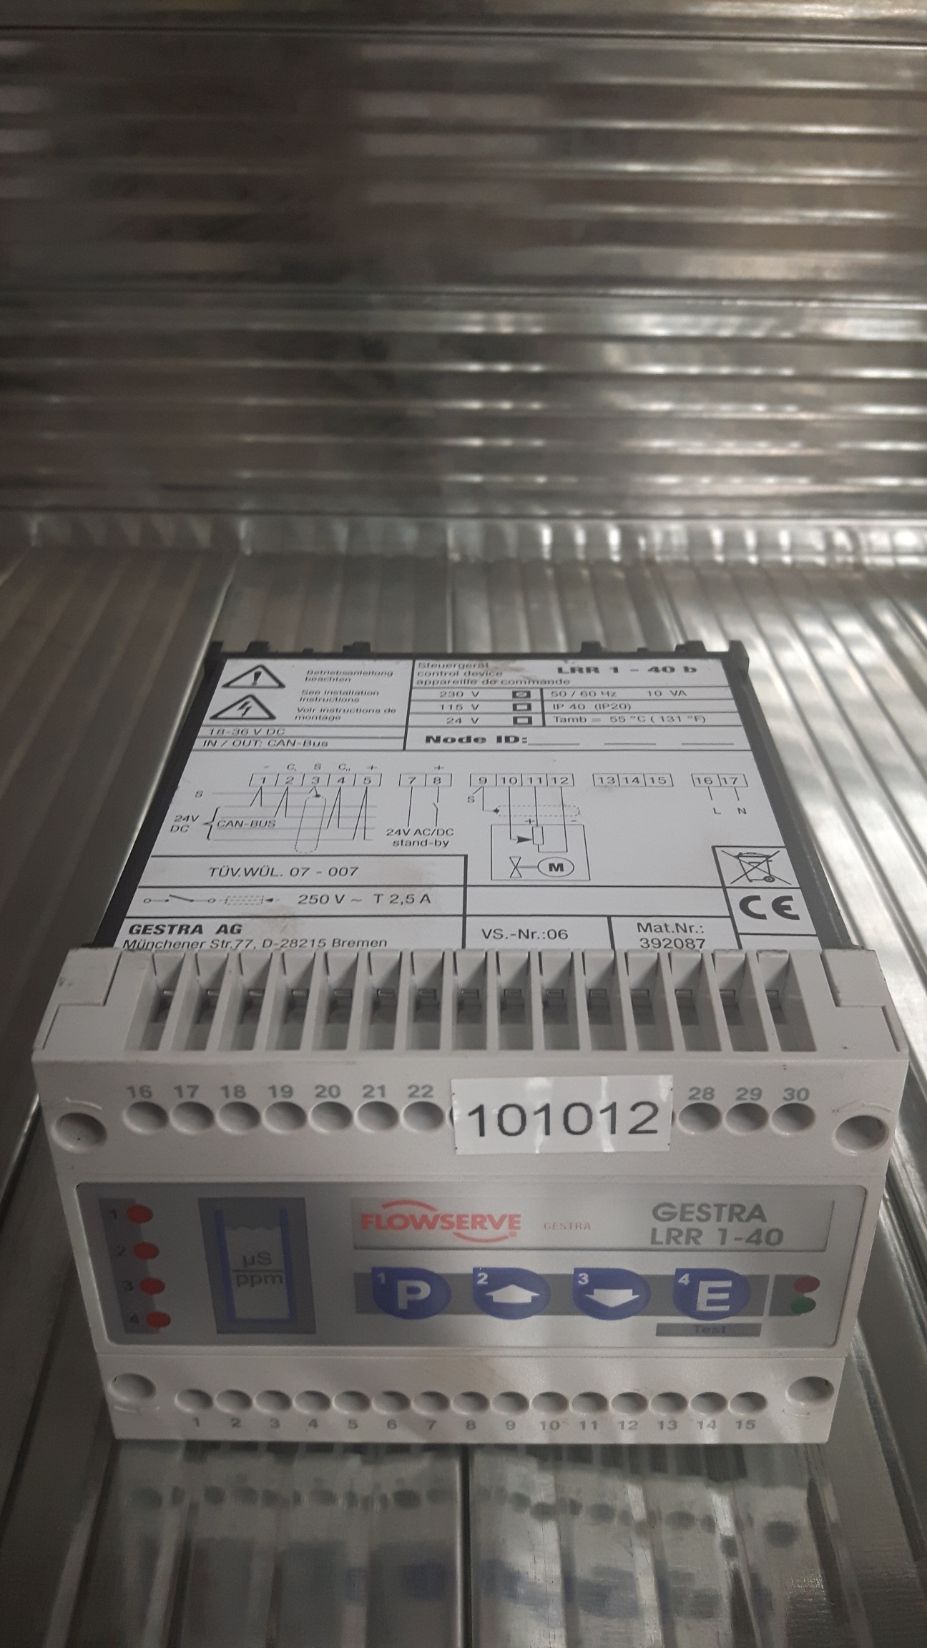 Betriebsanleitung
beachten
See installation
instructions
Voir instructions de
montage
18-36 V DC
IN / OUT: CAN-Bus
Steuergerät
control device
appareille de commande
LRR 1 - 40 b
230 V
115 V
24 V
50 / 60 Hz 10 VA
IP 40 (IP20)
Tamb = 55 °C ( 131 °F)
Node ID:
- CL S CH +
1 2 3 4 5
S
24V
DC
CAN-BUS
+
7 8
24V AC/DC
stand-by
9 10 11 12
S
+ -
M
13 14 15
16 17
L N
TÜV.WÜL. 07 - 007
250 V ~ T 2,5 A
GESTRA AG
Münchener Str.77, D-28215 Bremen
VS.-Nr.:06
Mat.Nr.:
392087
CE
16 17 18 19 20 21 22
101012
28 29 30
1
2
3
4
µS
ppm
FLOWSERVE
GESTRA
GESTRA
LRR 1-40
1 P
2
3
4 E
Test
1 2 3 4 5 6 7 8 9 10 11 12 13 14 15